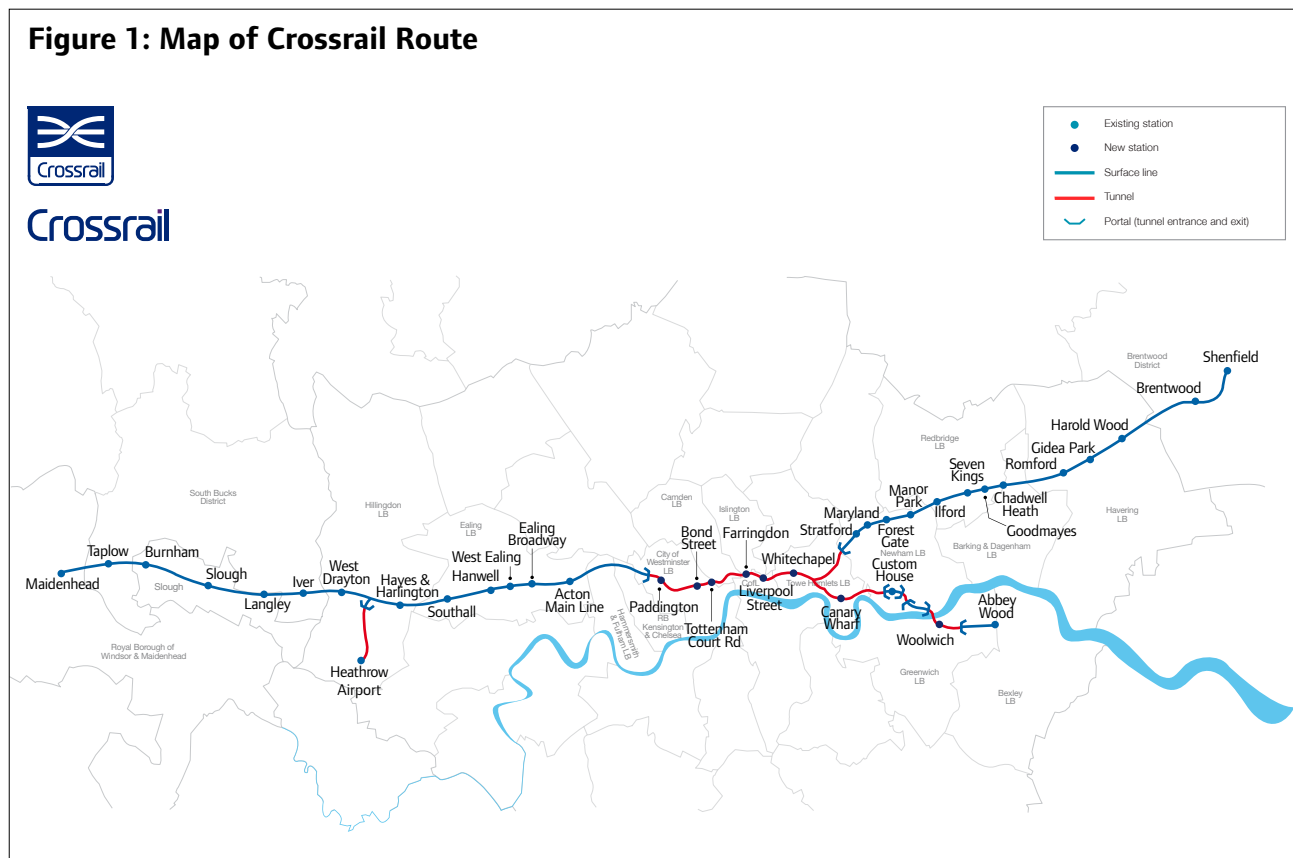 Figure 1: Map of Crossrail Route
Crossrail
Crossrail
Existing station
New station
Surface line
Tunnel
Portal (tunnel entrance and exit)
Brentwood
District
Shenfield
Brentwood
Harold Wood
Gidea Park
Romford
Redbridge
LB
Seven
Kings
Chadwell
Heath
Goodmayes
Havering
LB
Manor
Park
Ilford
Maryland
Stratford
Forest
Gate
Newham LB
Barking & Dagenham
LB
South Bucks
District
Hillingdon
LB
Ealing
LB
Camden
LB
Islington
LB
City of
Westminster
LB
Bond
Street
Farringdon
Whitechapel
Custom
House
Abbey
Wood
Taplow
Burnham
Maidenhead
Slough
Slough
Langley
Iver
West
Drayton
Hayes &
Harlington
Southall
Hanwell
West Ealing
Ealing
Broadway
Acton
Main Line
Paddington
RB
Kensington
& Chelsea
Hammersmith
& Fulham LB
Tottenham
Court Rd
CofL
Liverpool
Street
Towe Hamlets LB
Canary
Wharf
Woolwich
Royal Borough of
Windsor & Maidenhead
Heathrow
Airport
Greenwich
LB
Bexley
LB